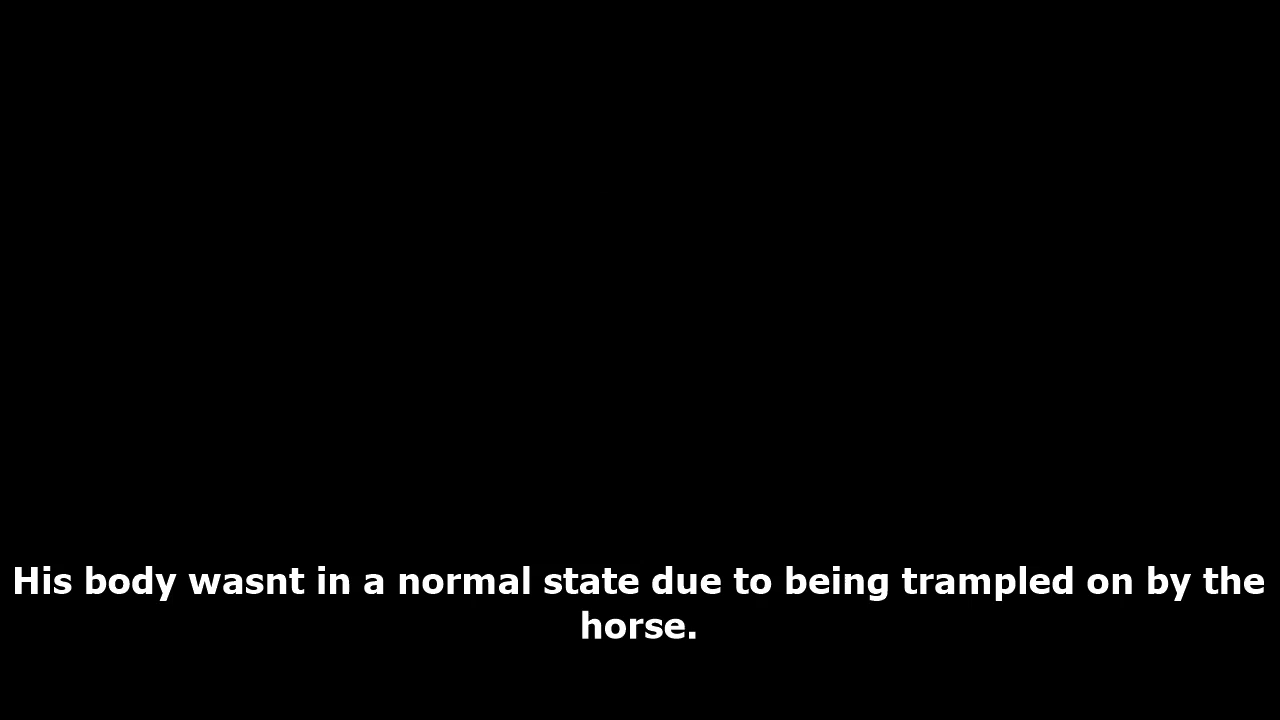 His body wasnt in a normal state due to being trampled on by the
horse.